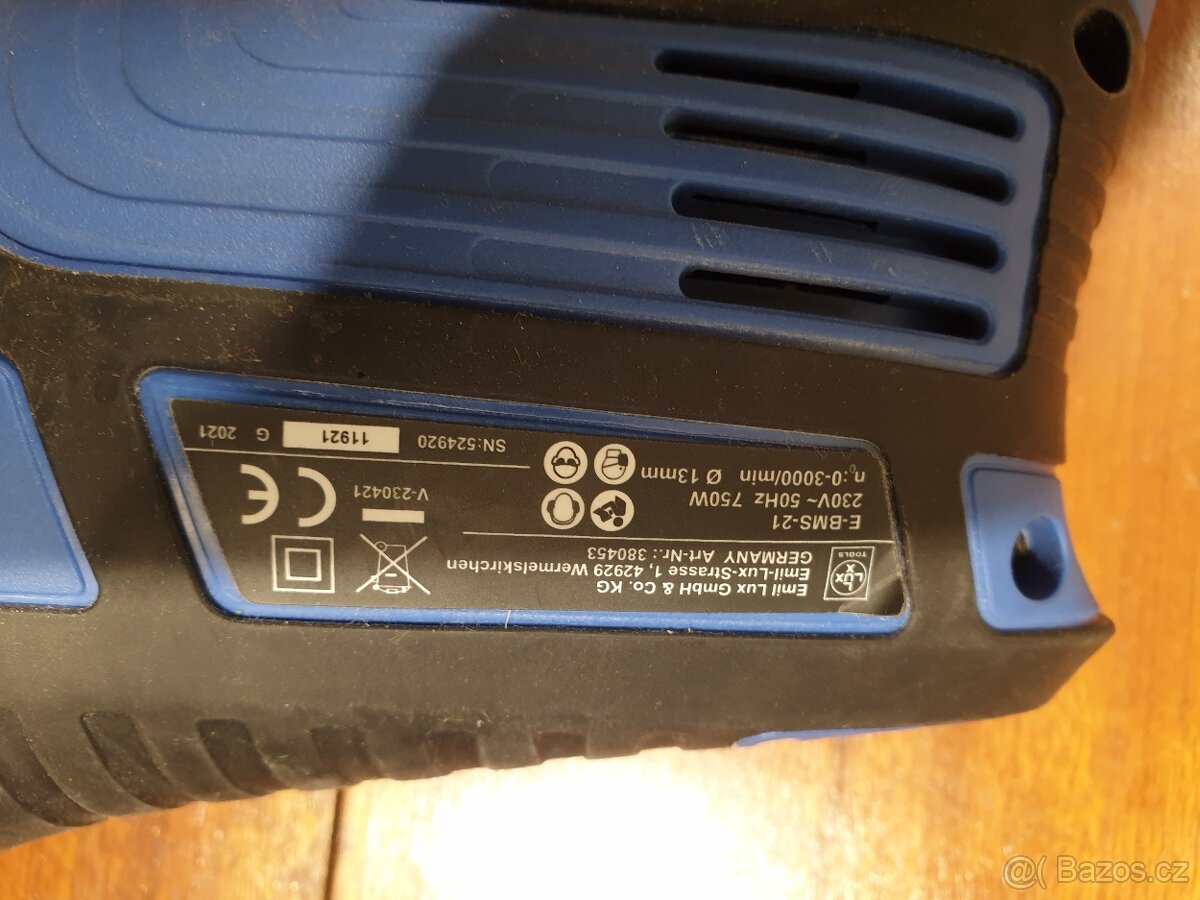 LUX
TOOLS
Emil Lux GmbH & Co. KG
Emil-Lux-Strasse 1, 42929 Wermelskirchen
GERMANY Art-Nr.: 380453
E-BMS-21
230V~ 50Hz 750W
n₀:0-3000/min Ø 13mm
V-230421
CE
SN:524920 11921 G 2021
@( Bazos.cz